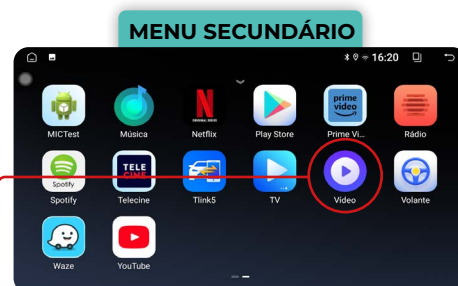 MENU SECUNDÁRIO
16:20
prime video
NETFLIX
MICTest Música Netflix Play Store Prime Vi... Rádio
Spotify TELE CINE
Spotify Telecine Tlink5 TV Vídeo Volante
Waze YouTube